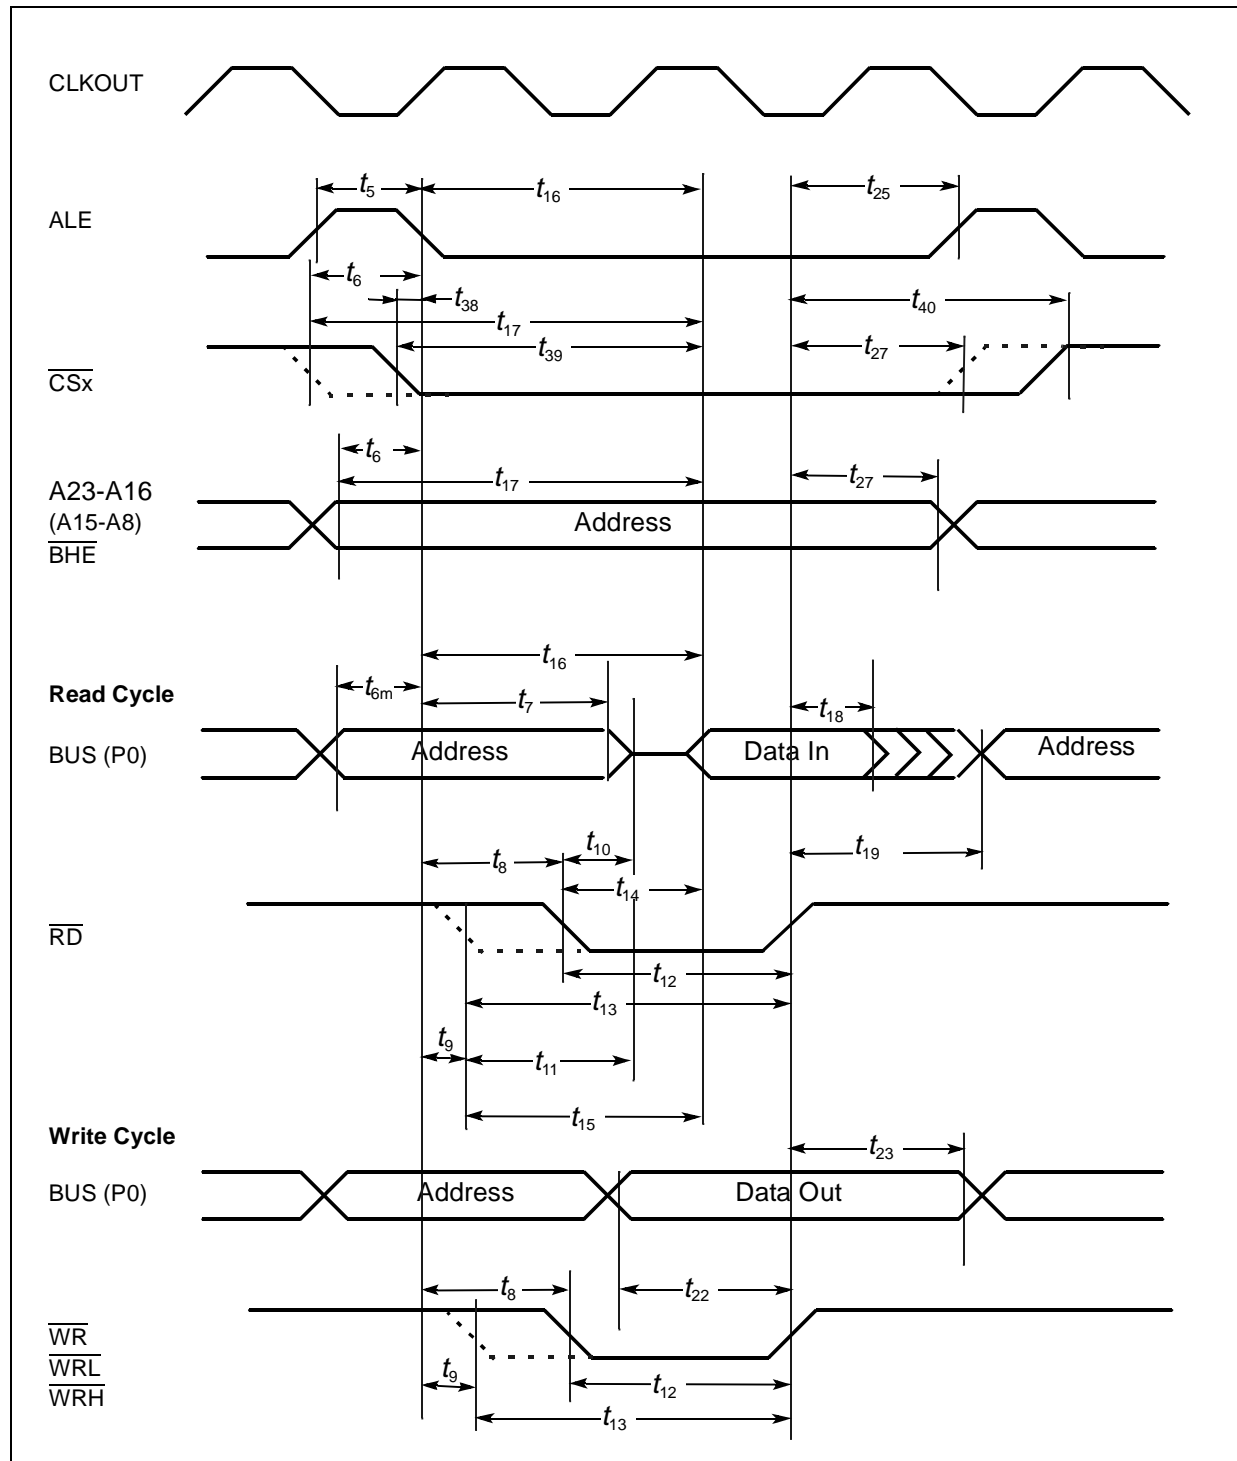 CLKOUT
t5
t16
t25
ALE
t6
t38
t40
t17
t39
t27
CSx
t6
t17
t27
A23-A16
(A15-A8)
Address
BHE
t16
Read Cycle
t6m
t7
t18
BUS (P0)
Address
Data In
Address
t10
t8
t19
t14
RD
t12
t13
t9
t11
t15
Write Cycle
t23
BUS (P0)
Address
Data Out
t8
t22
WR
WRL
t9
t12
WRH
t13